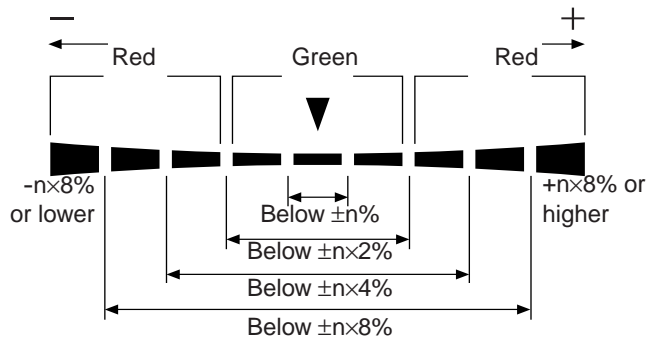 − +
Red Green Red
-n×8%
or lower
+n×8% or
higher
Below ±n%
Below ±n×2%
Below ±n×4%
Below ±n×8%